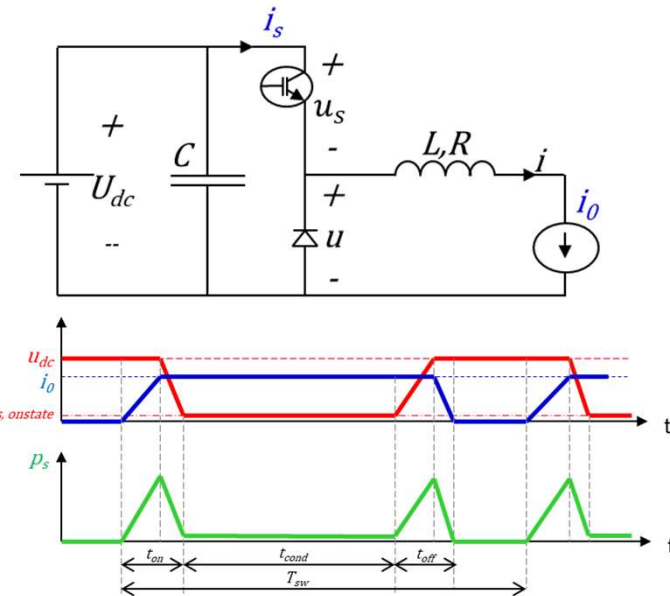 i_s
+
u_s
-
+
C
U_dc
--
L,R
i
i_0
+
u
-
u_dc
i_0
s, onstate
t
p_s
t
t_on
t_cond
t_off
T_sw